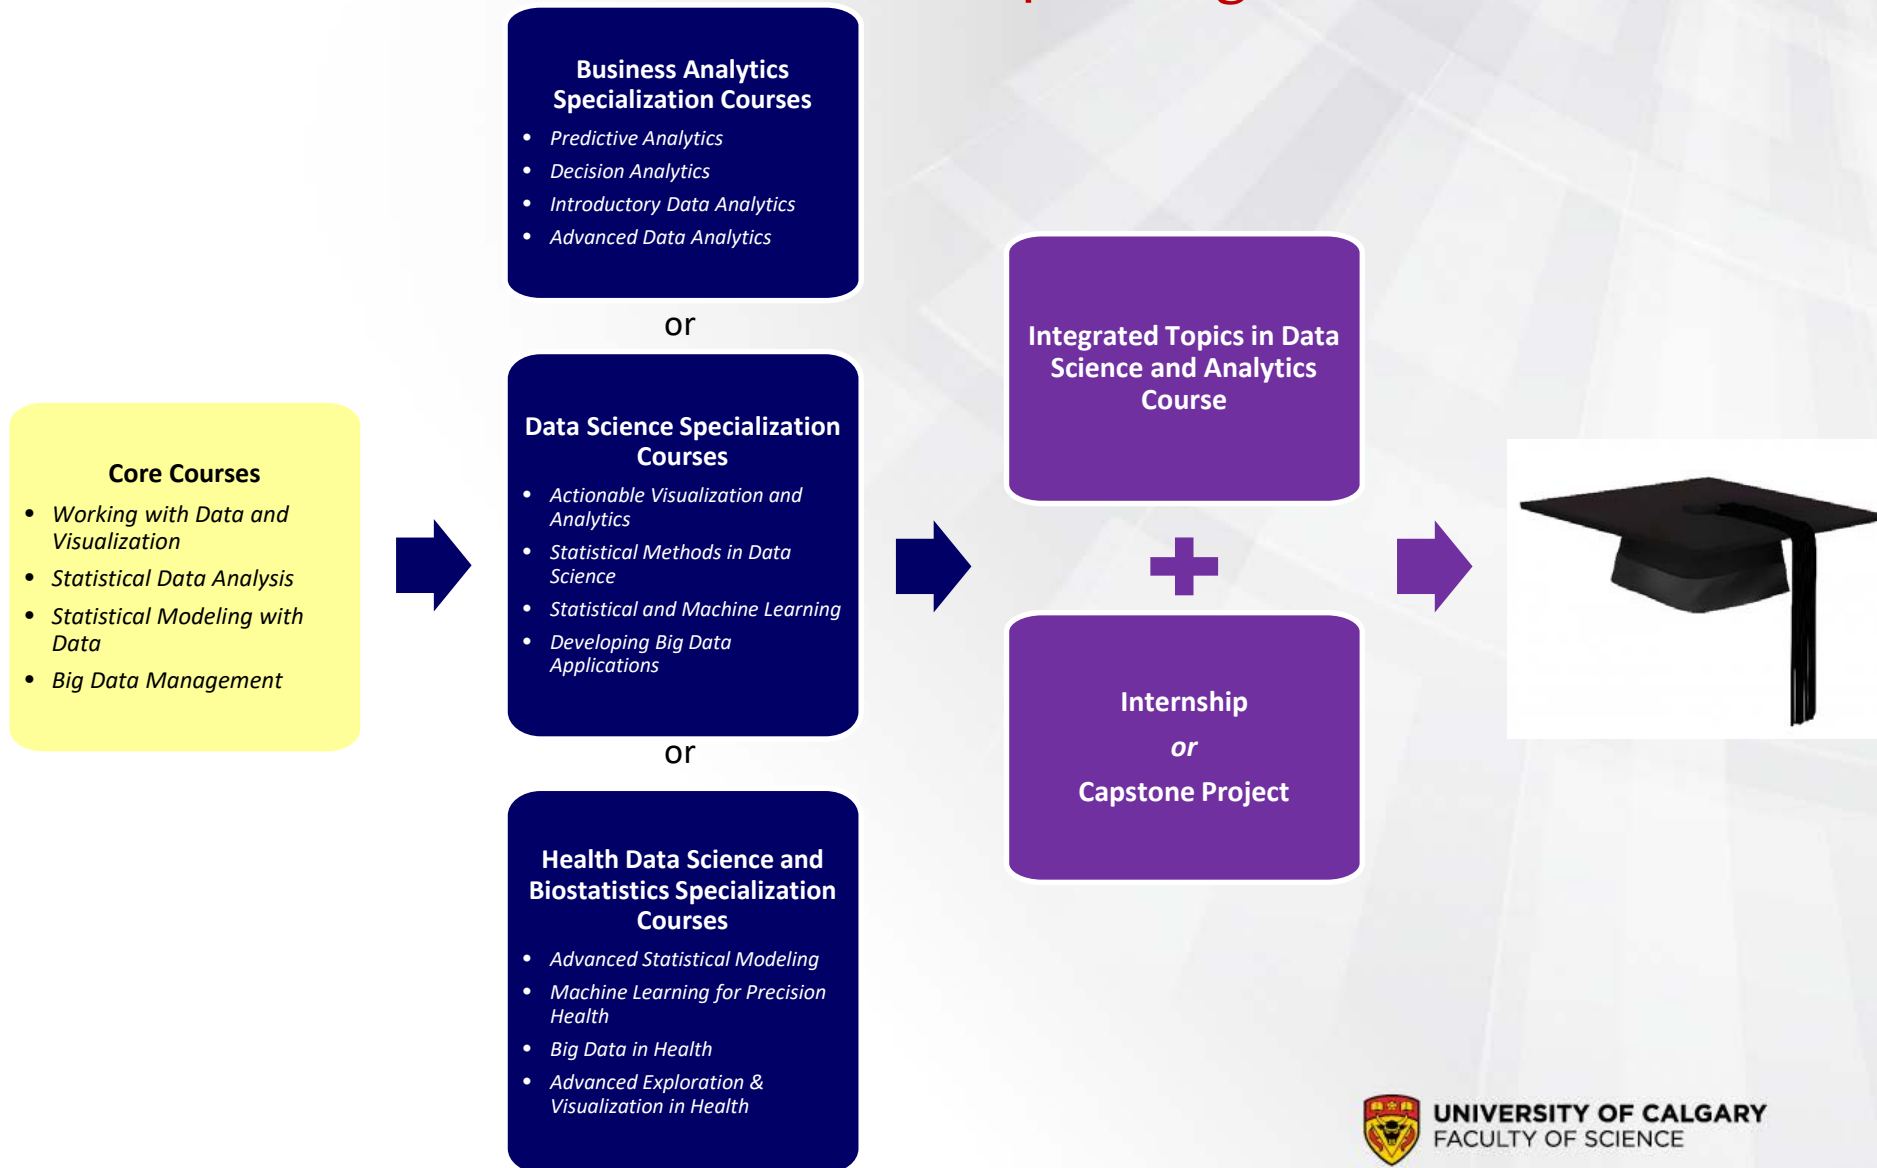 Business Analytics
Specialization Courses
• Predictive Analytics
• Decision Analytics
• Introductory Data Analytics
• Advanced Data Analytics
or
Data Science Specialization
Courses
• Actionable Visualization and
Analytics
• Statistical Methods in Data
Science
• Statistical and Machine Learning
• Developing Big Data
Applications
or
Health Data Science and
Biostatistics Specialization
Courses
• Advanced Statistical Modeling
• Machine Learning for Precision
Health
• Big Data in Health
• Advanced Exploration &
Visualization in Health
Core Courses
• Working with Data and
Visualization
• Statistical Data Analysis
• Statistical Modeling with
Data
• Big Data Management
Integrated Topics in Data
Science and Analytics
Course
Internship
or
Capstone Project
UNIVERSITY OF CALGARY
FACULTY OF SCIENCE